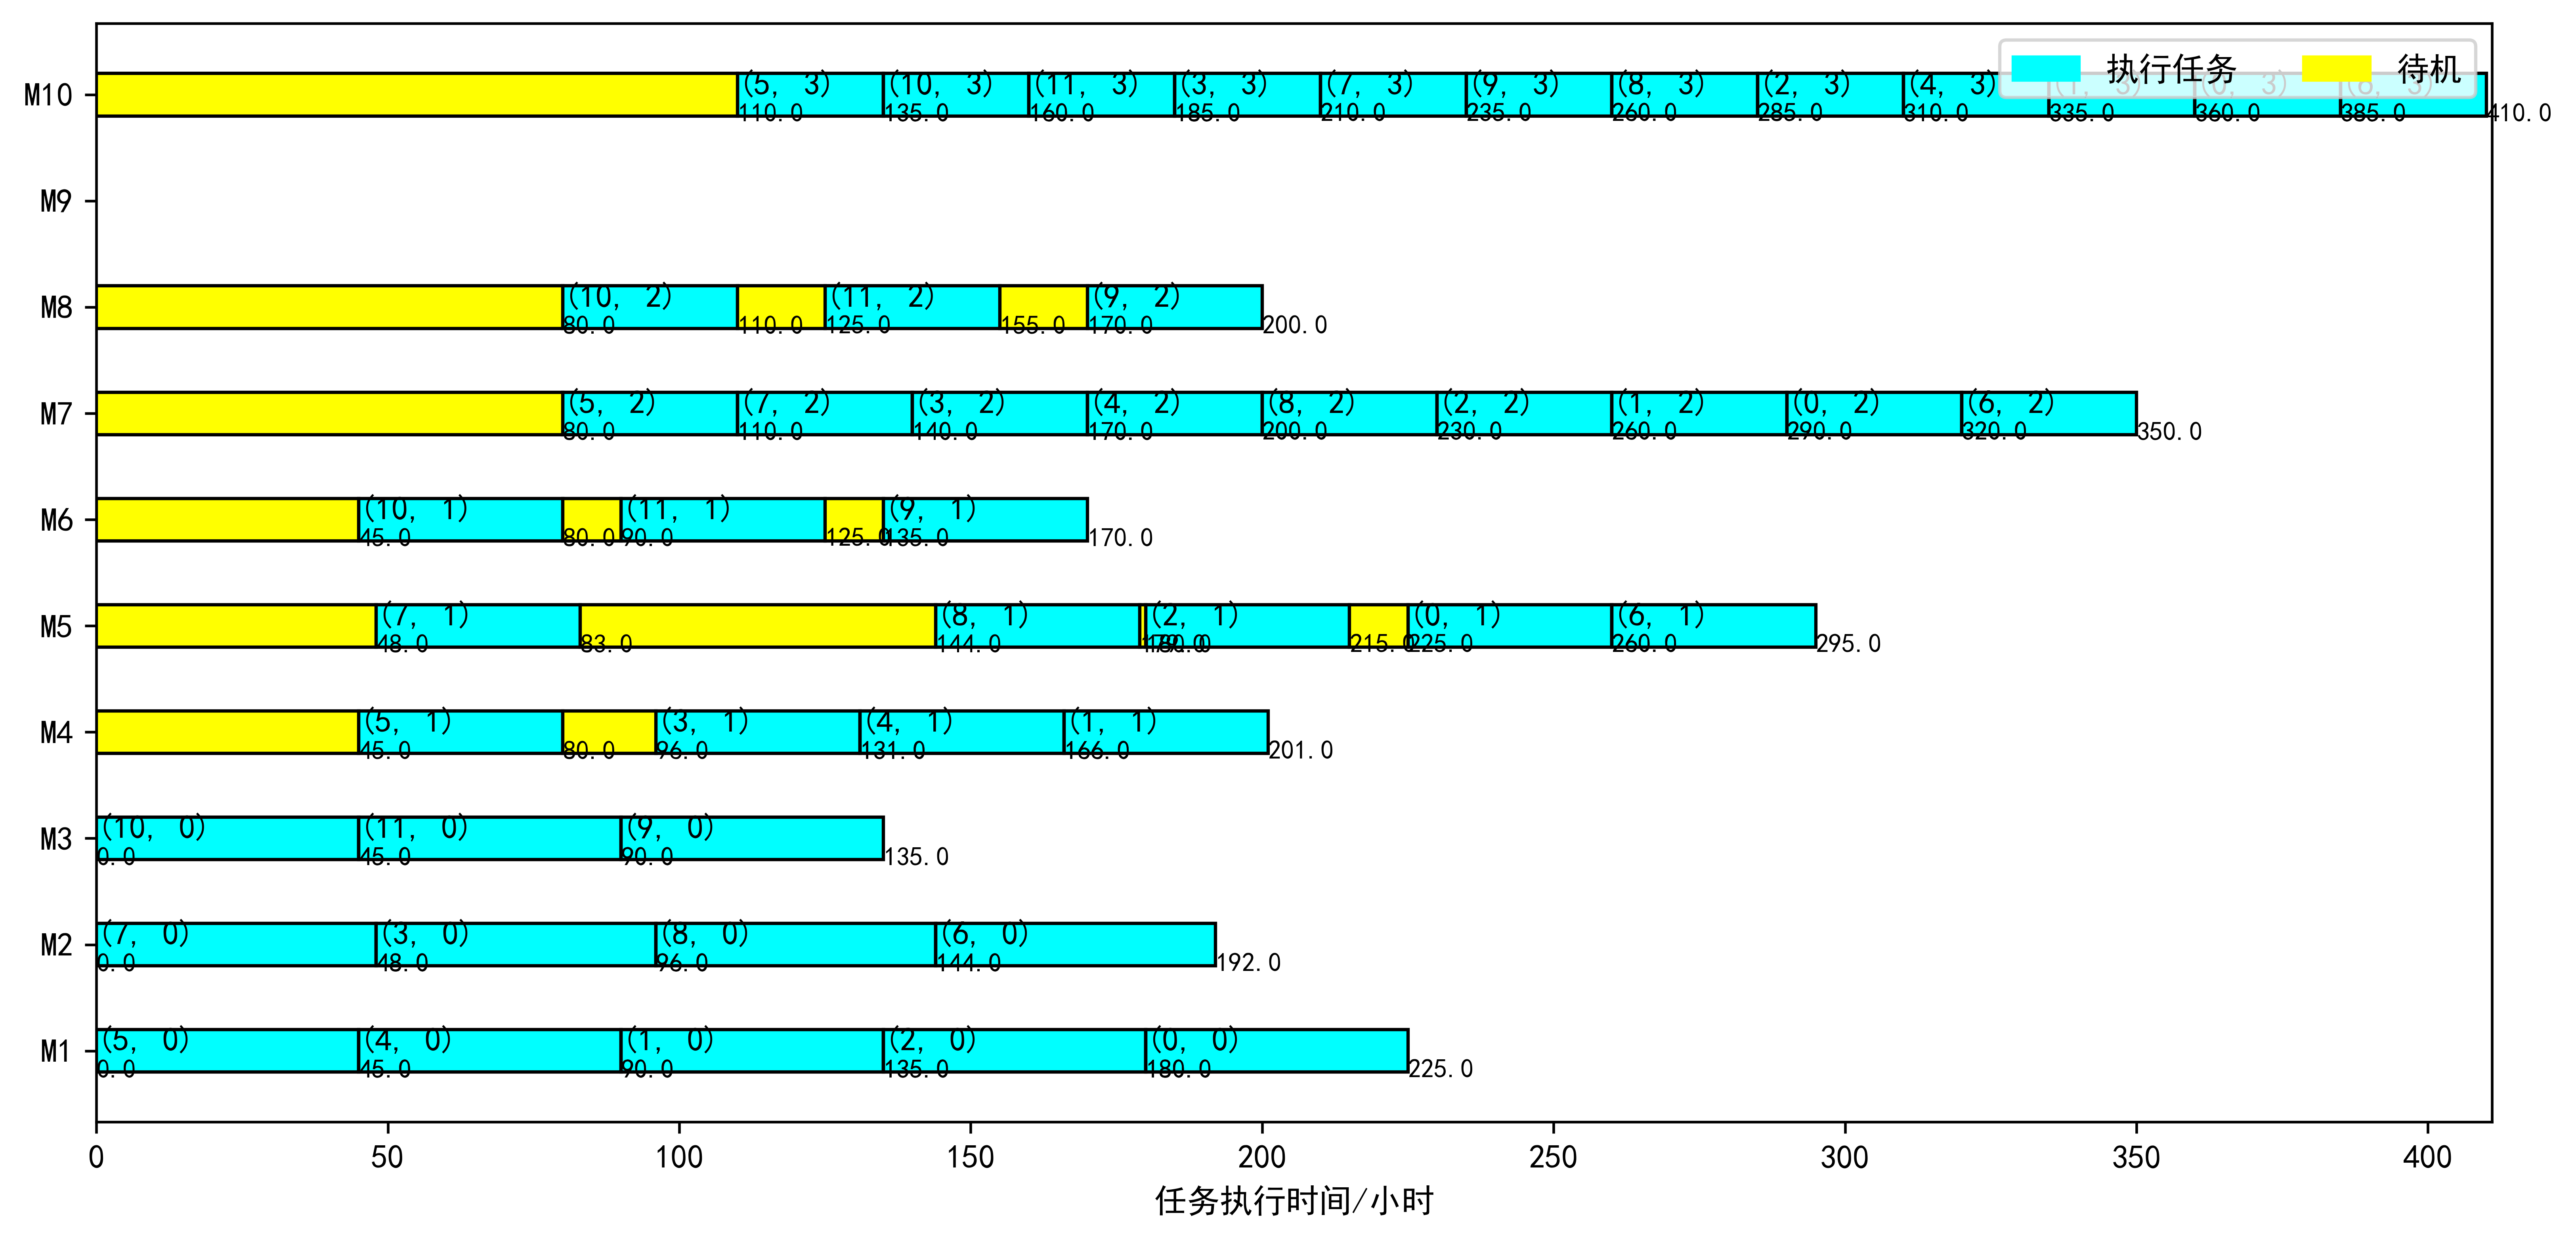 执行任务 待机
M10 (5, 3) (10, 3) (11, 3) (3, 3) (7, 3) (9, 3) (8, 3) (2, 3) (4, 3) (1, 3) (0, 3) (6, 3)
110.0 135.0 160.0 185.0 210.0 235.0 260.0 285.0 310.0 335.0 360.0 385.0 410.0
M9
M8 (10, 2) (11, 2) (9, 2)
80.0 110.0 125.0 155.0 170.0 200.0
M7 (5, 2) (7, 2) (3, 2) (4, 2) (8, 2) (2, 2) (1, 2) (0, 2) (6, 2)
80.0 110.0 140.0 170.0 200.0 230.0 260.0 290.0 320.0 350.0
M6 (10, 1) (11, 1) (9, 1)
45.0 80.0 90.0 125.0 135.0 170.0
M5 (7, 1) (8, 1) (2, 1) (0, 1) (6, 1)
48.0 83.0 144.0 179.0 180.0 215.0 225.0 260.0 295.0
M4 (5, 1) (3, 1) (4, 1) (1, 1)
45.0 80.0 96.0 131.0 166.0 201.0
M3 (10, 0) (11, 0) (9, 0)
0.0 45.0 90.0 135.0
M2 (7, 0) (3, 0) (8, 0) (6, 0)
0.0 48.0 96.0 144.0 192.0
M1 (5, 0) (4, 0) (1, 0) (2, 0) (0, 0)
0.0 45.0 90.0 135.0 180.0 225.0
0 50 100 150 200 250 300 350 400
任务执行时间/小时